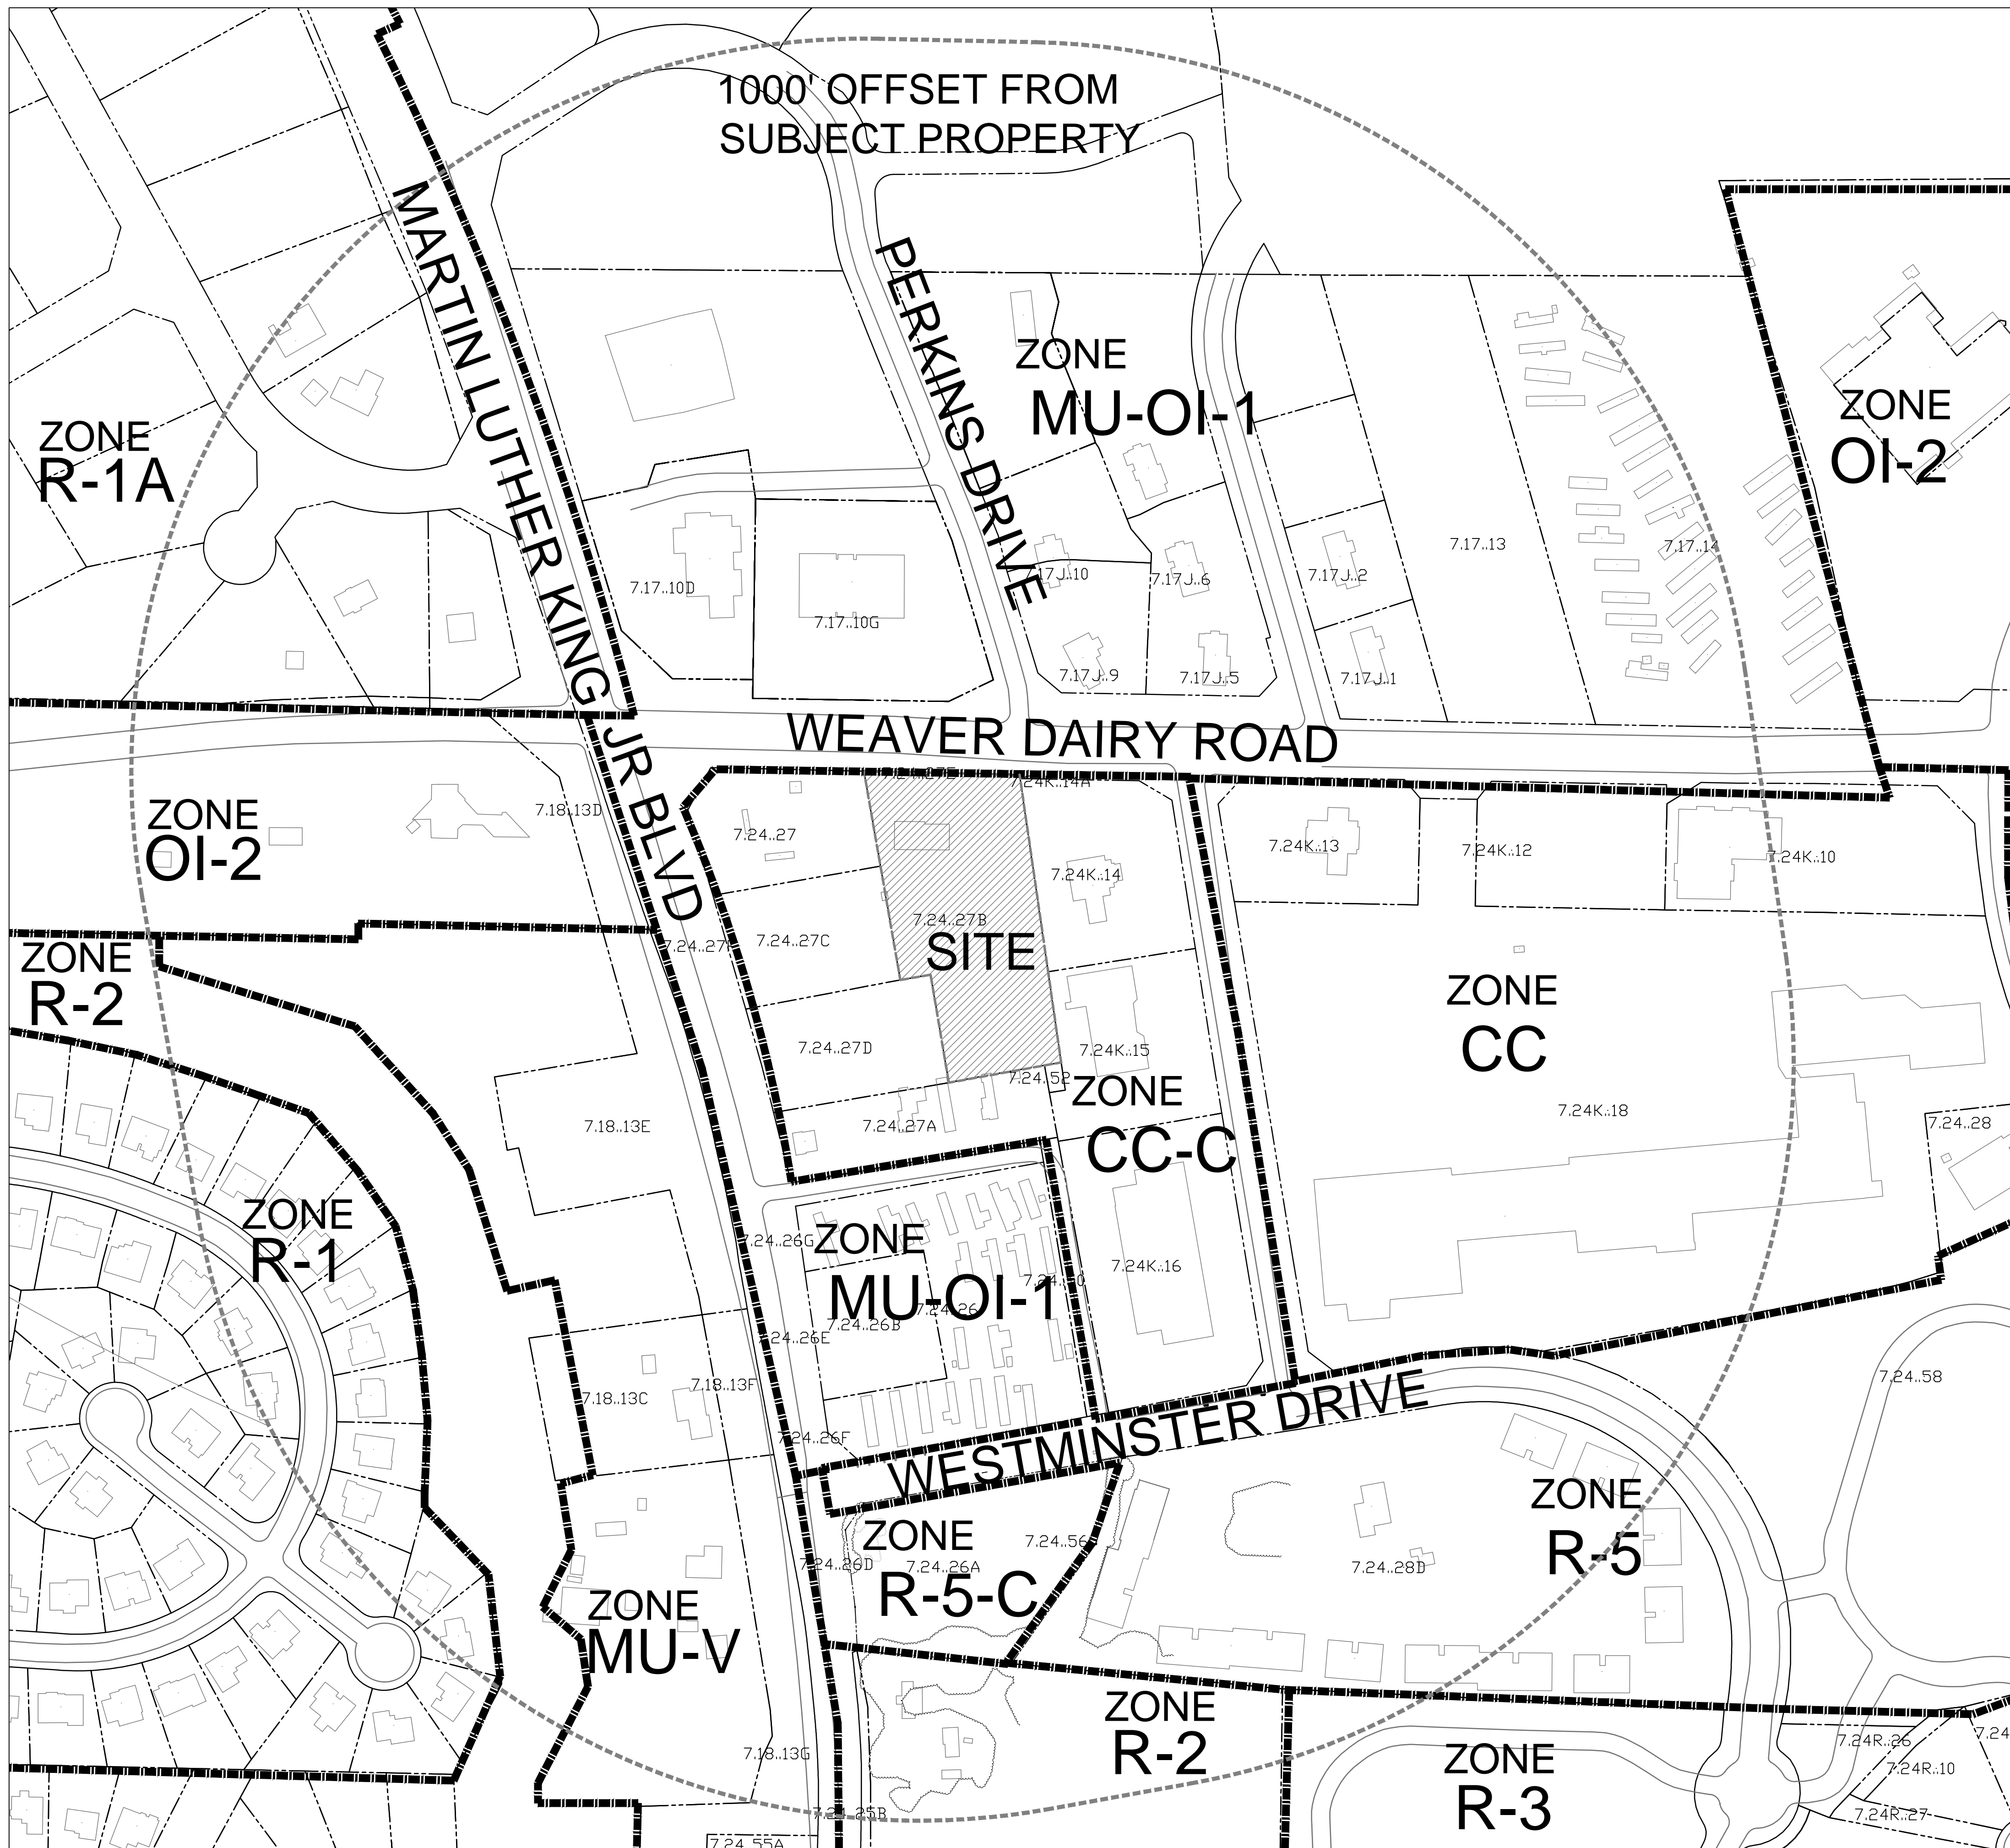 1000' OFFSET FROM
SUBJECT PROPERTY
MARTIN LUTHER KING JR BLVD
PERKINS DRIVE
ZONE
MU-OI-1
ZONE
OI-2
ZONE
R-1A
7.17..13
7.17..14
7.17..10D
7.17..10G
7.17J..10
7.17J..6
7.17J..2
7.17J..9
7.17J..5
7.17J..1
WEAVER DAIRY ROAD
7.24K..14A
7.18..13D
ZONE
OI-2
7.24..27
7.24K..14
7.24K..13
7.24K..12
7.24K..10
7.24..27B
SITE
7.24..27C
ZONE
R-2
ZONE
CC
7.24..27D
7.24K..15
7.24..52
ZONE
CC-C
7.24..27A
7.18..13E
7.24K..18
7.24..28
ZONE
R-1
7.24..26G
ZONE
MU-OI-1
7.24..26
7.24..26B
7.24K..16
7.24..26E
7.18..13C
7.18..13F
7.24..26F
WESTMINSTER DRIVE
7.24..58
ZONE
R-5
ZONE
R-5-C
7.24..56
7.24..26D
7.24..26A
7.24..28D
ZONE
MU-V
ZONE
R-2
ZONE
R-3
7.18..13G
7.24R..26
7.24
7.24R..10
7.24R..27
7.24..25B
7.24..55A